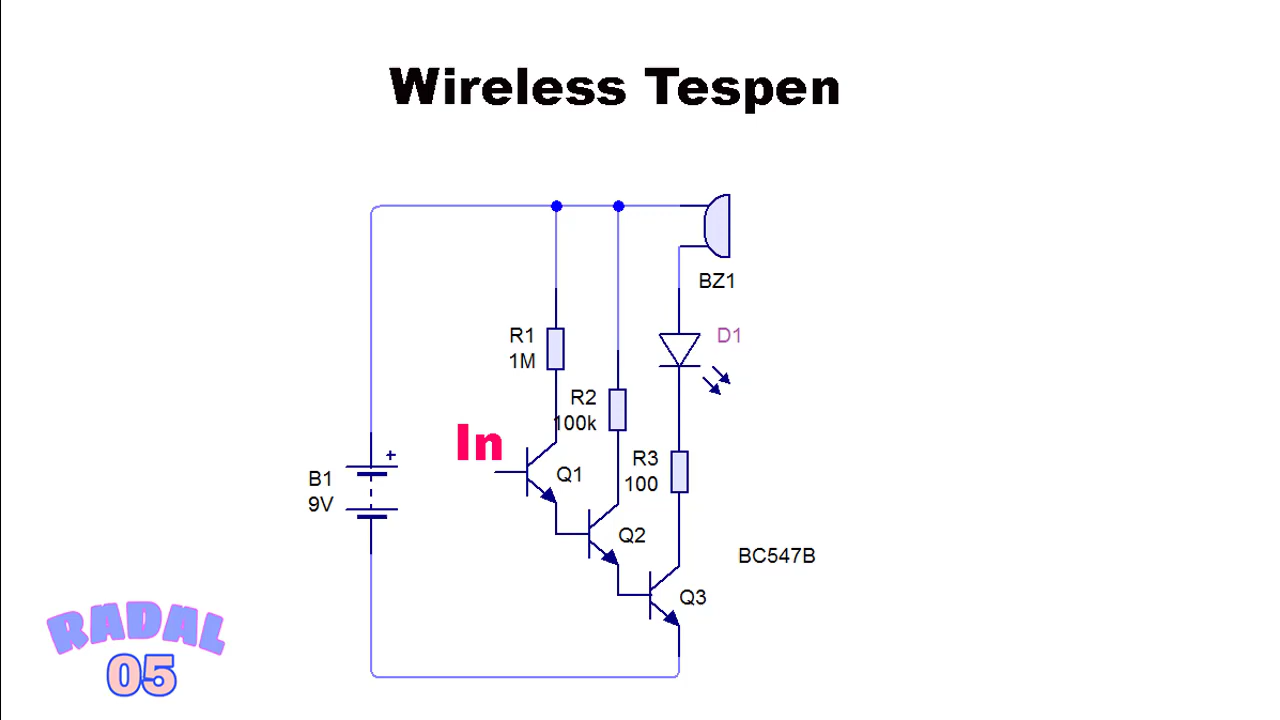 Wireless Tespen
BZ1
R1
1M
D1
R2
100k
In
+
R3
100
Q1
B1
9V
Q2
BC547B
Q3
RADAL
05